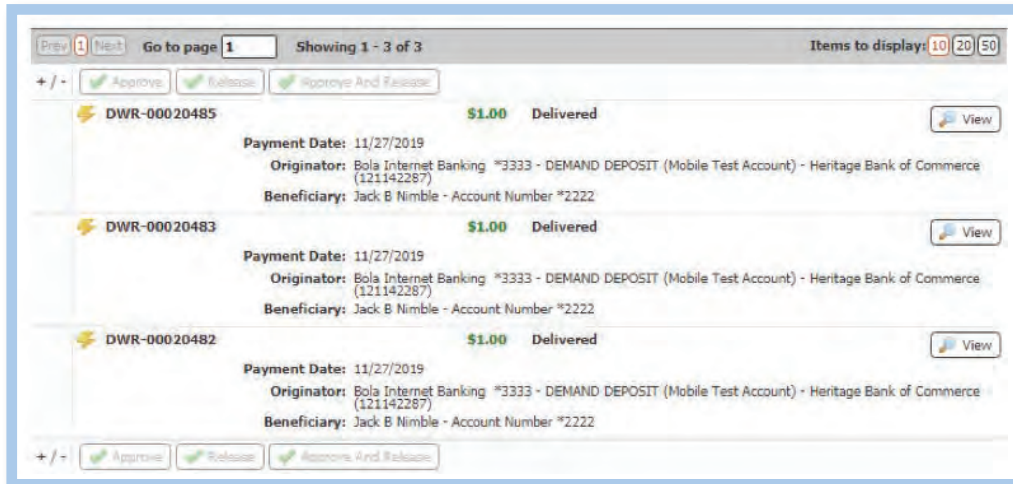 Prev 1 Next Go to page 1 Showing 1 - 3 of 3 Items to display: 10 20 50
+ / - Approve Release Approve And Release
DWR-00020485 $1.00 Delivered View
Payment Date: 11/27/2019
Originator: Bola Internet Banking *3333 - DEMAND DEPOSIT (Mobile Test Account) - Heritage Bank of Commerce
(121142287)
Beneficiary: Jack B Nimble - Account Number *2222
DWR-00020483 $1.00 Delivered View
Payment Date: 11/27/2019
Originator: Bola Internet Banking *3333 - DEMAND DEPOSIT (Mobile Test Account) - Heritage Bank of Commerce
(121142287)
Beneficiary: Jack B Nimble - Account Number *2222
DWR-00020482 $1.00 Delivered View
Payment Date: 11/27/2019
Originator: Bola Internet Banking *3333 - DEMAND DEPOSIT (Mobile Test Account) - Heritage Bank of Commerce
(121142287)
Beneficiary: Jack B Nimble - Account Number *2222
+ / - Approve Release Approve And Release